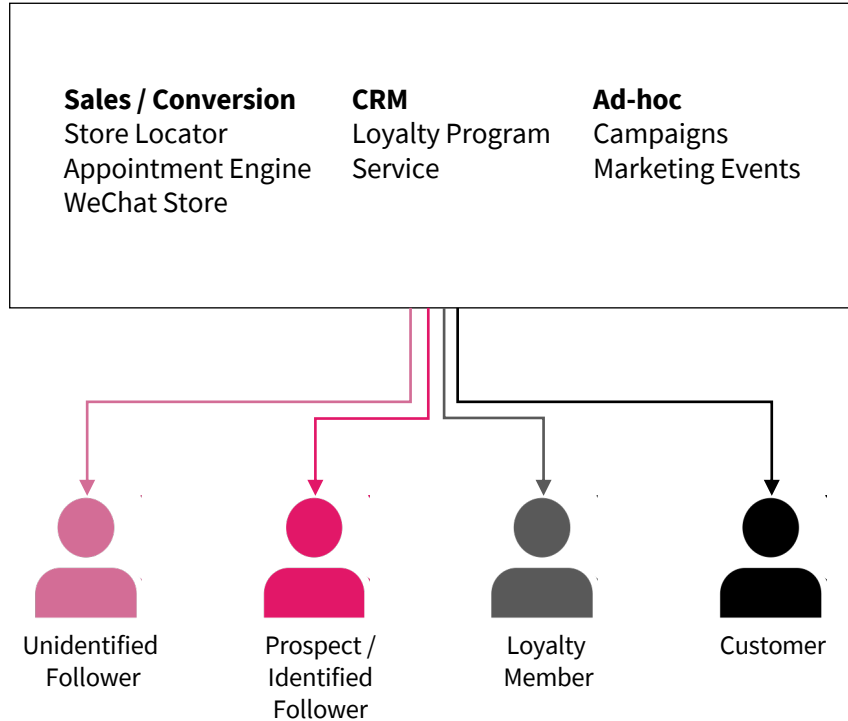 Sales / Conversion
Store Locator
Appointment Engine
WeChat Store
CRM
Loyalty Program
Service
Ad-hoc
Campaigns
Marketing Events
Unidentified
Follower
Prospect /
Identified
Follower
Loyalty
Member
Customer